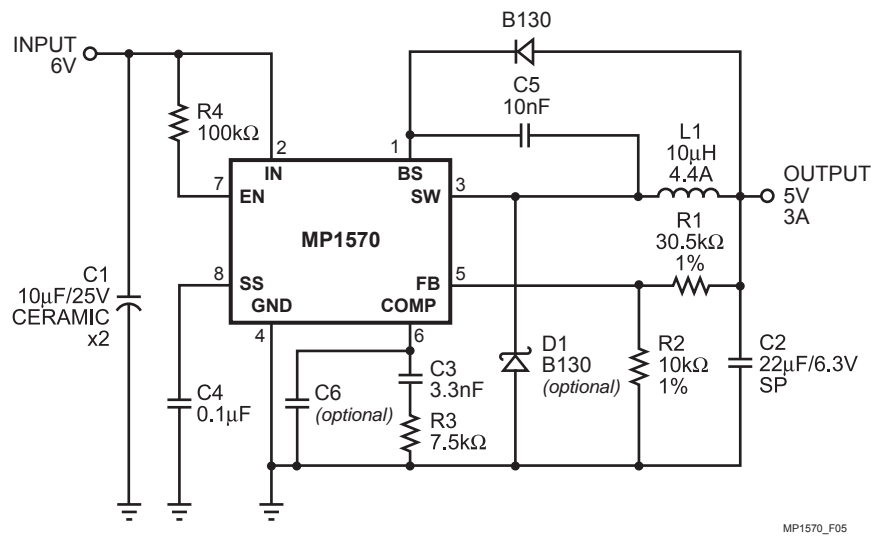 B130
INPUT
6V
C5
10nF
R4
100kΩ
L1
10µH
4.4A
2
1
OUTPUT
5V
3A
IN
BS
7
EN
SW
3
R1
30.5kΩ
1%
MP1570
8
SS
FB
5
C1
10µF/25V
CERAMIC
x2
GND
COMP
4
6
D1
B130
(optional)
R2
10kΩ
1%
C2
22µF/6.3V
SP
C3
3.3nF
C4
0.1µF
C6
(optional)
R3
7.5kΩ
MP1570_F05